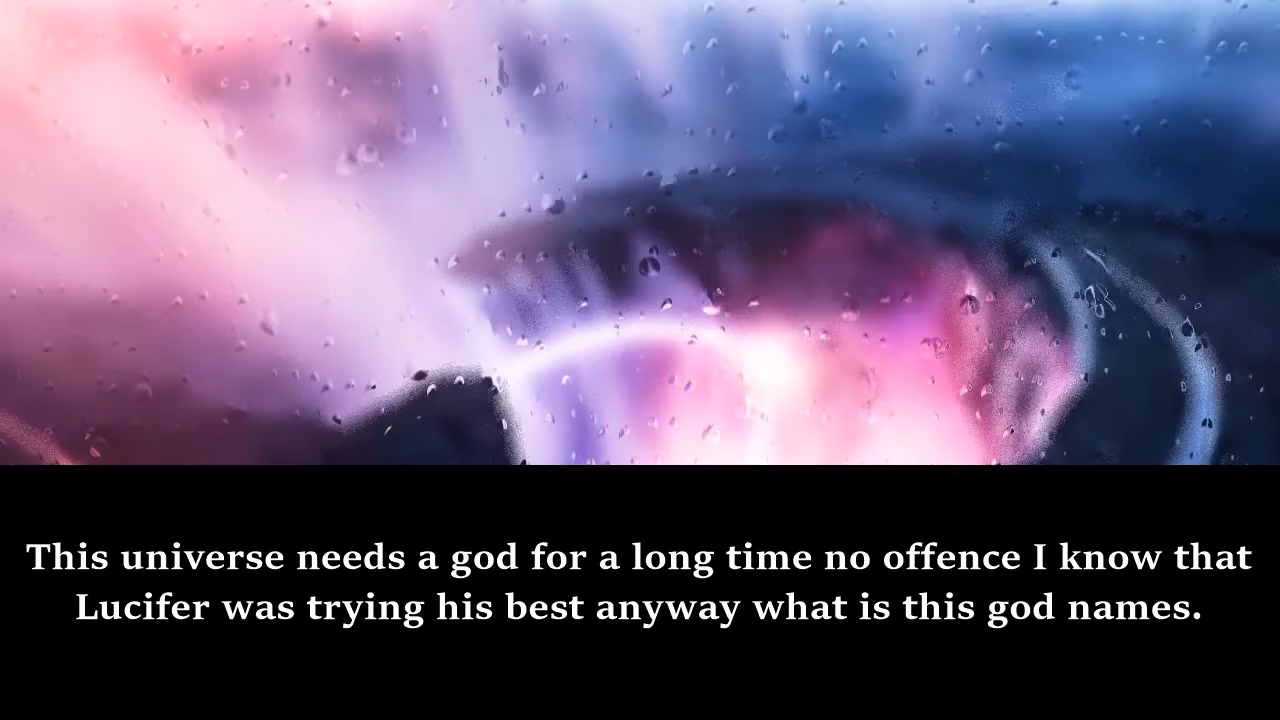 This universe needs a god for a long time no offence I know that
Lucifer was trying his best anyway what is this god names.